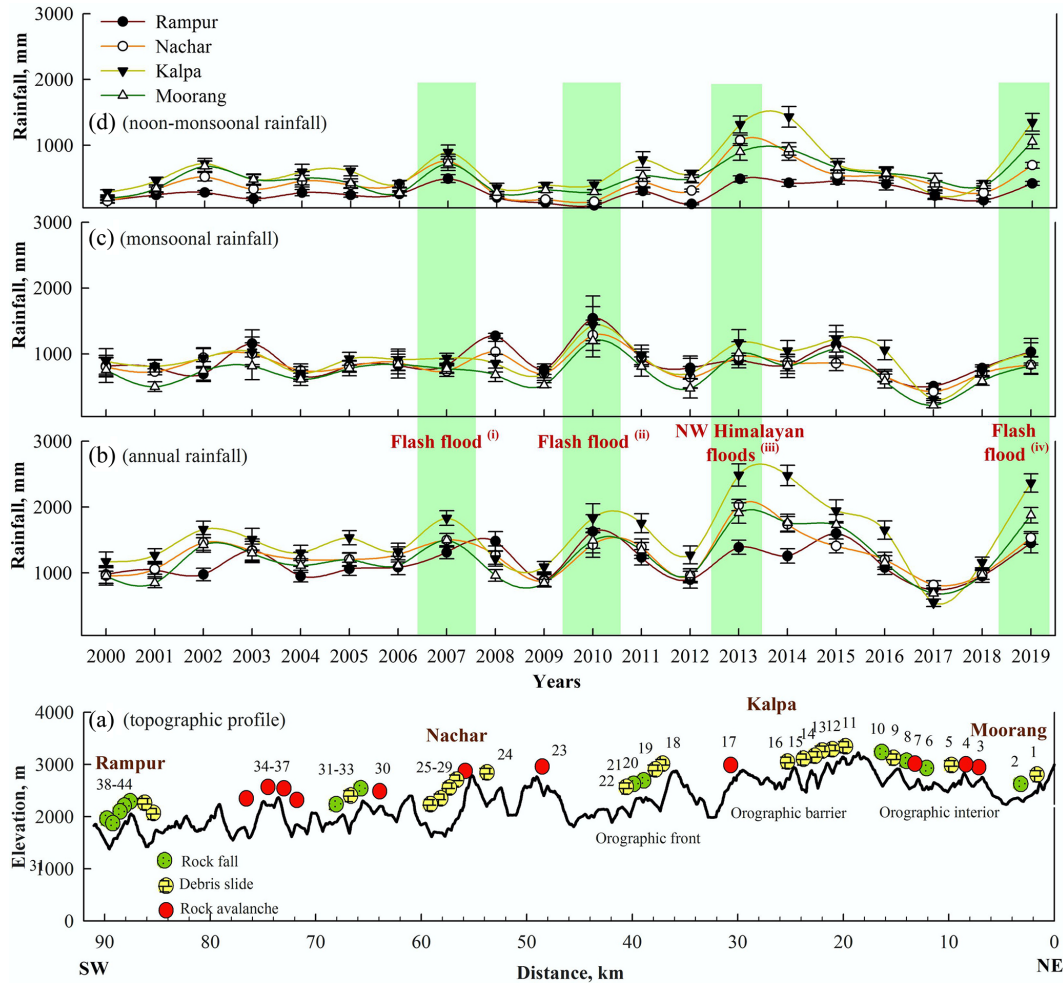 3000
2000
1000
0
Rainfall, mm
Rampur
Nachar
Kalpa
Moorang
(d) (noon-monsoonal rainfall)
3000
2000
1000
Rainfall, mm
(c) (monsoonal rainfall)
3000
2000
1000
0
Rainfall, mm
(b) (annual rainfall)
Flash flood (i)
Flash flood (ii)
NW Himalayan
floods (iii)
Flash
flood (iv)
2000 2001 2002 2003 2004 2005 2006 2007 2008 2009 2010 2011 2012 2013 2014 2015 2016 2017 2018 2019
Years
4000
3000
2000
1000
0
Elevation, m
31
(a) (topographic profile)
Rampur
38-44
34-37
31-33
30
Nachar
25-29
24
23
22
21
20
19
18
17
Kalpa
16
15
14
13
12
11
10
9
8
7
6
5
4
3
Moorang
2
1
Orographic front
Orographic barrier
Orographic interior
Rock fall
Debris slide
Rock avalanche
90 80 70 60 50 40 30 20 10 0
SW
Distance, km
NE